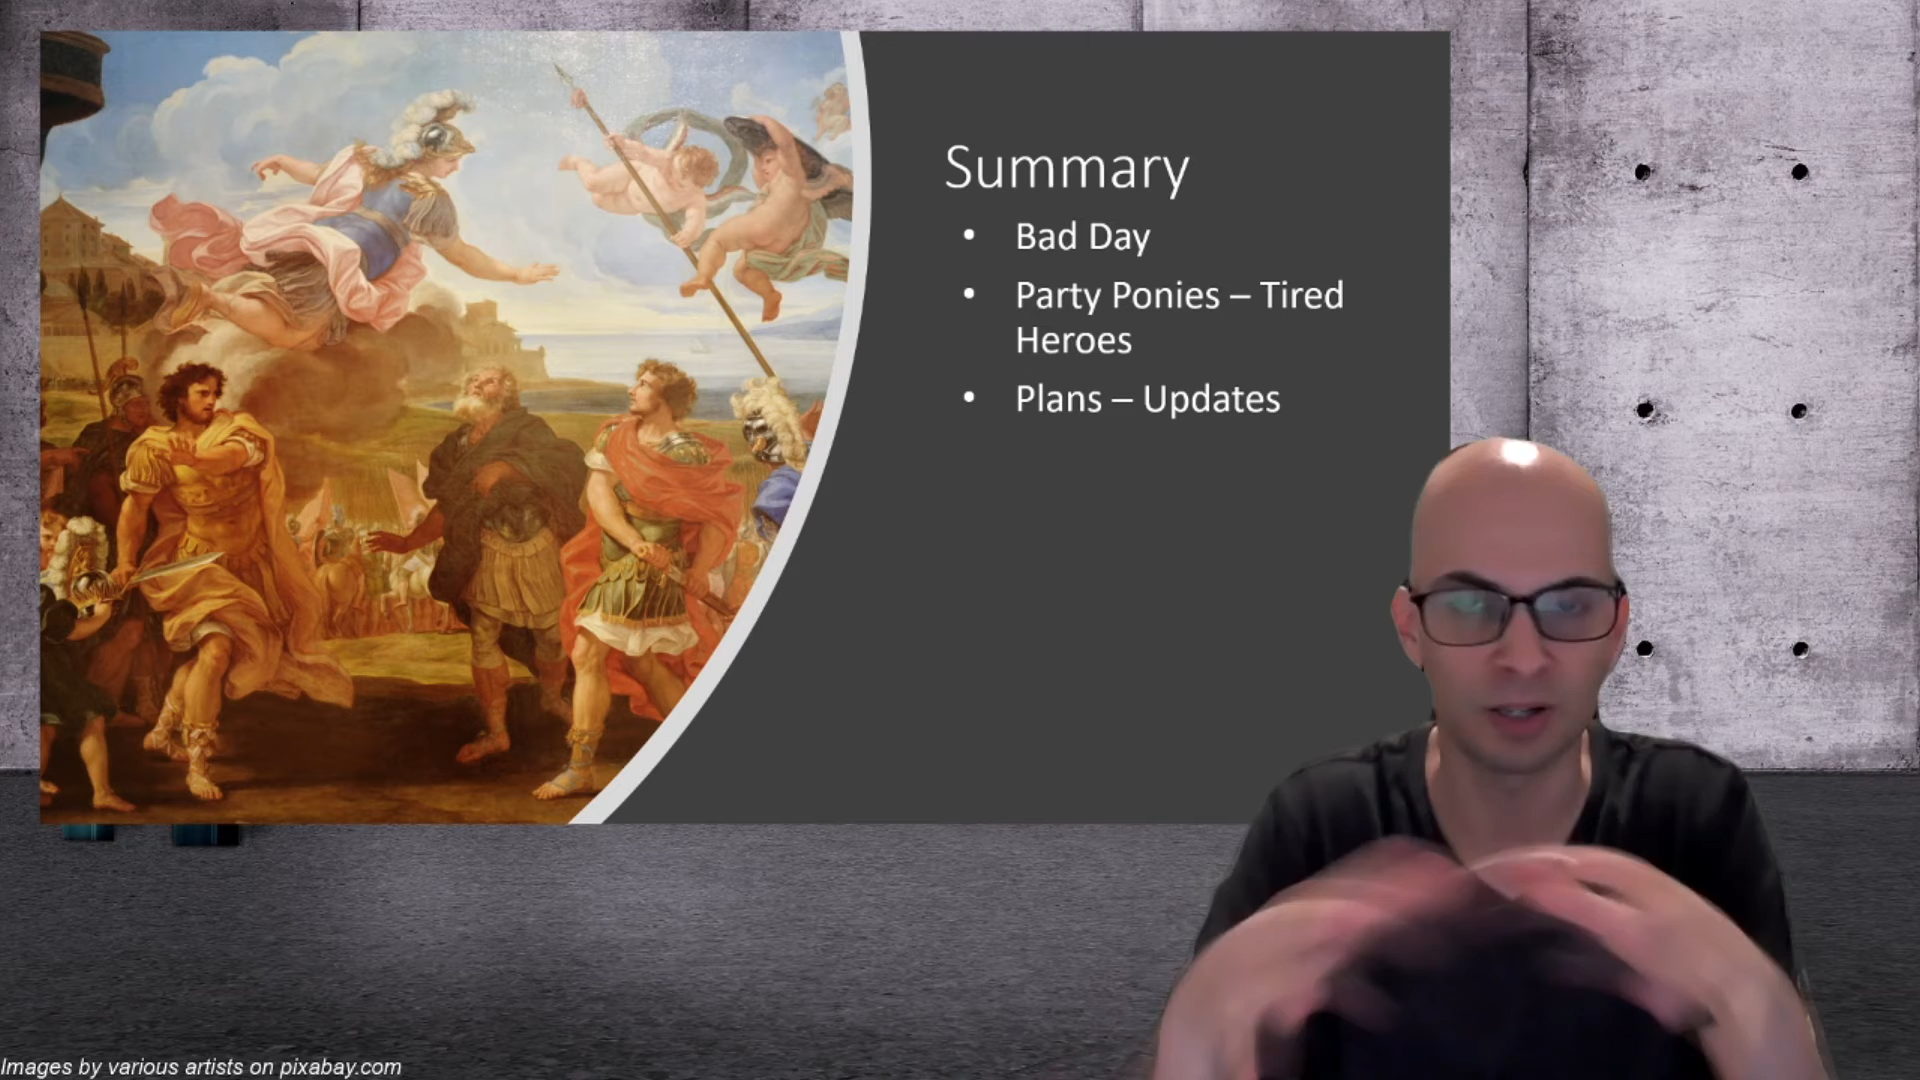 Summary
• Bad Day
• Party Ponies – Tired
Heroes
• Plans – Updates
Images by various artists on pixabay.com